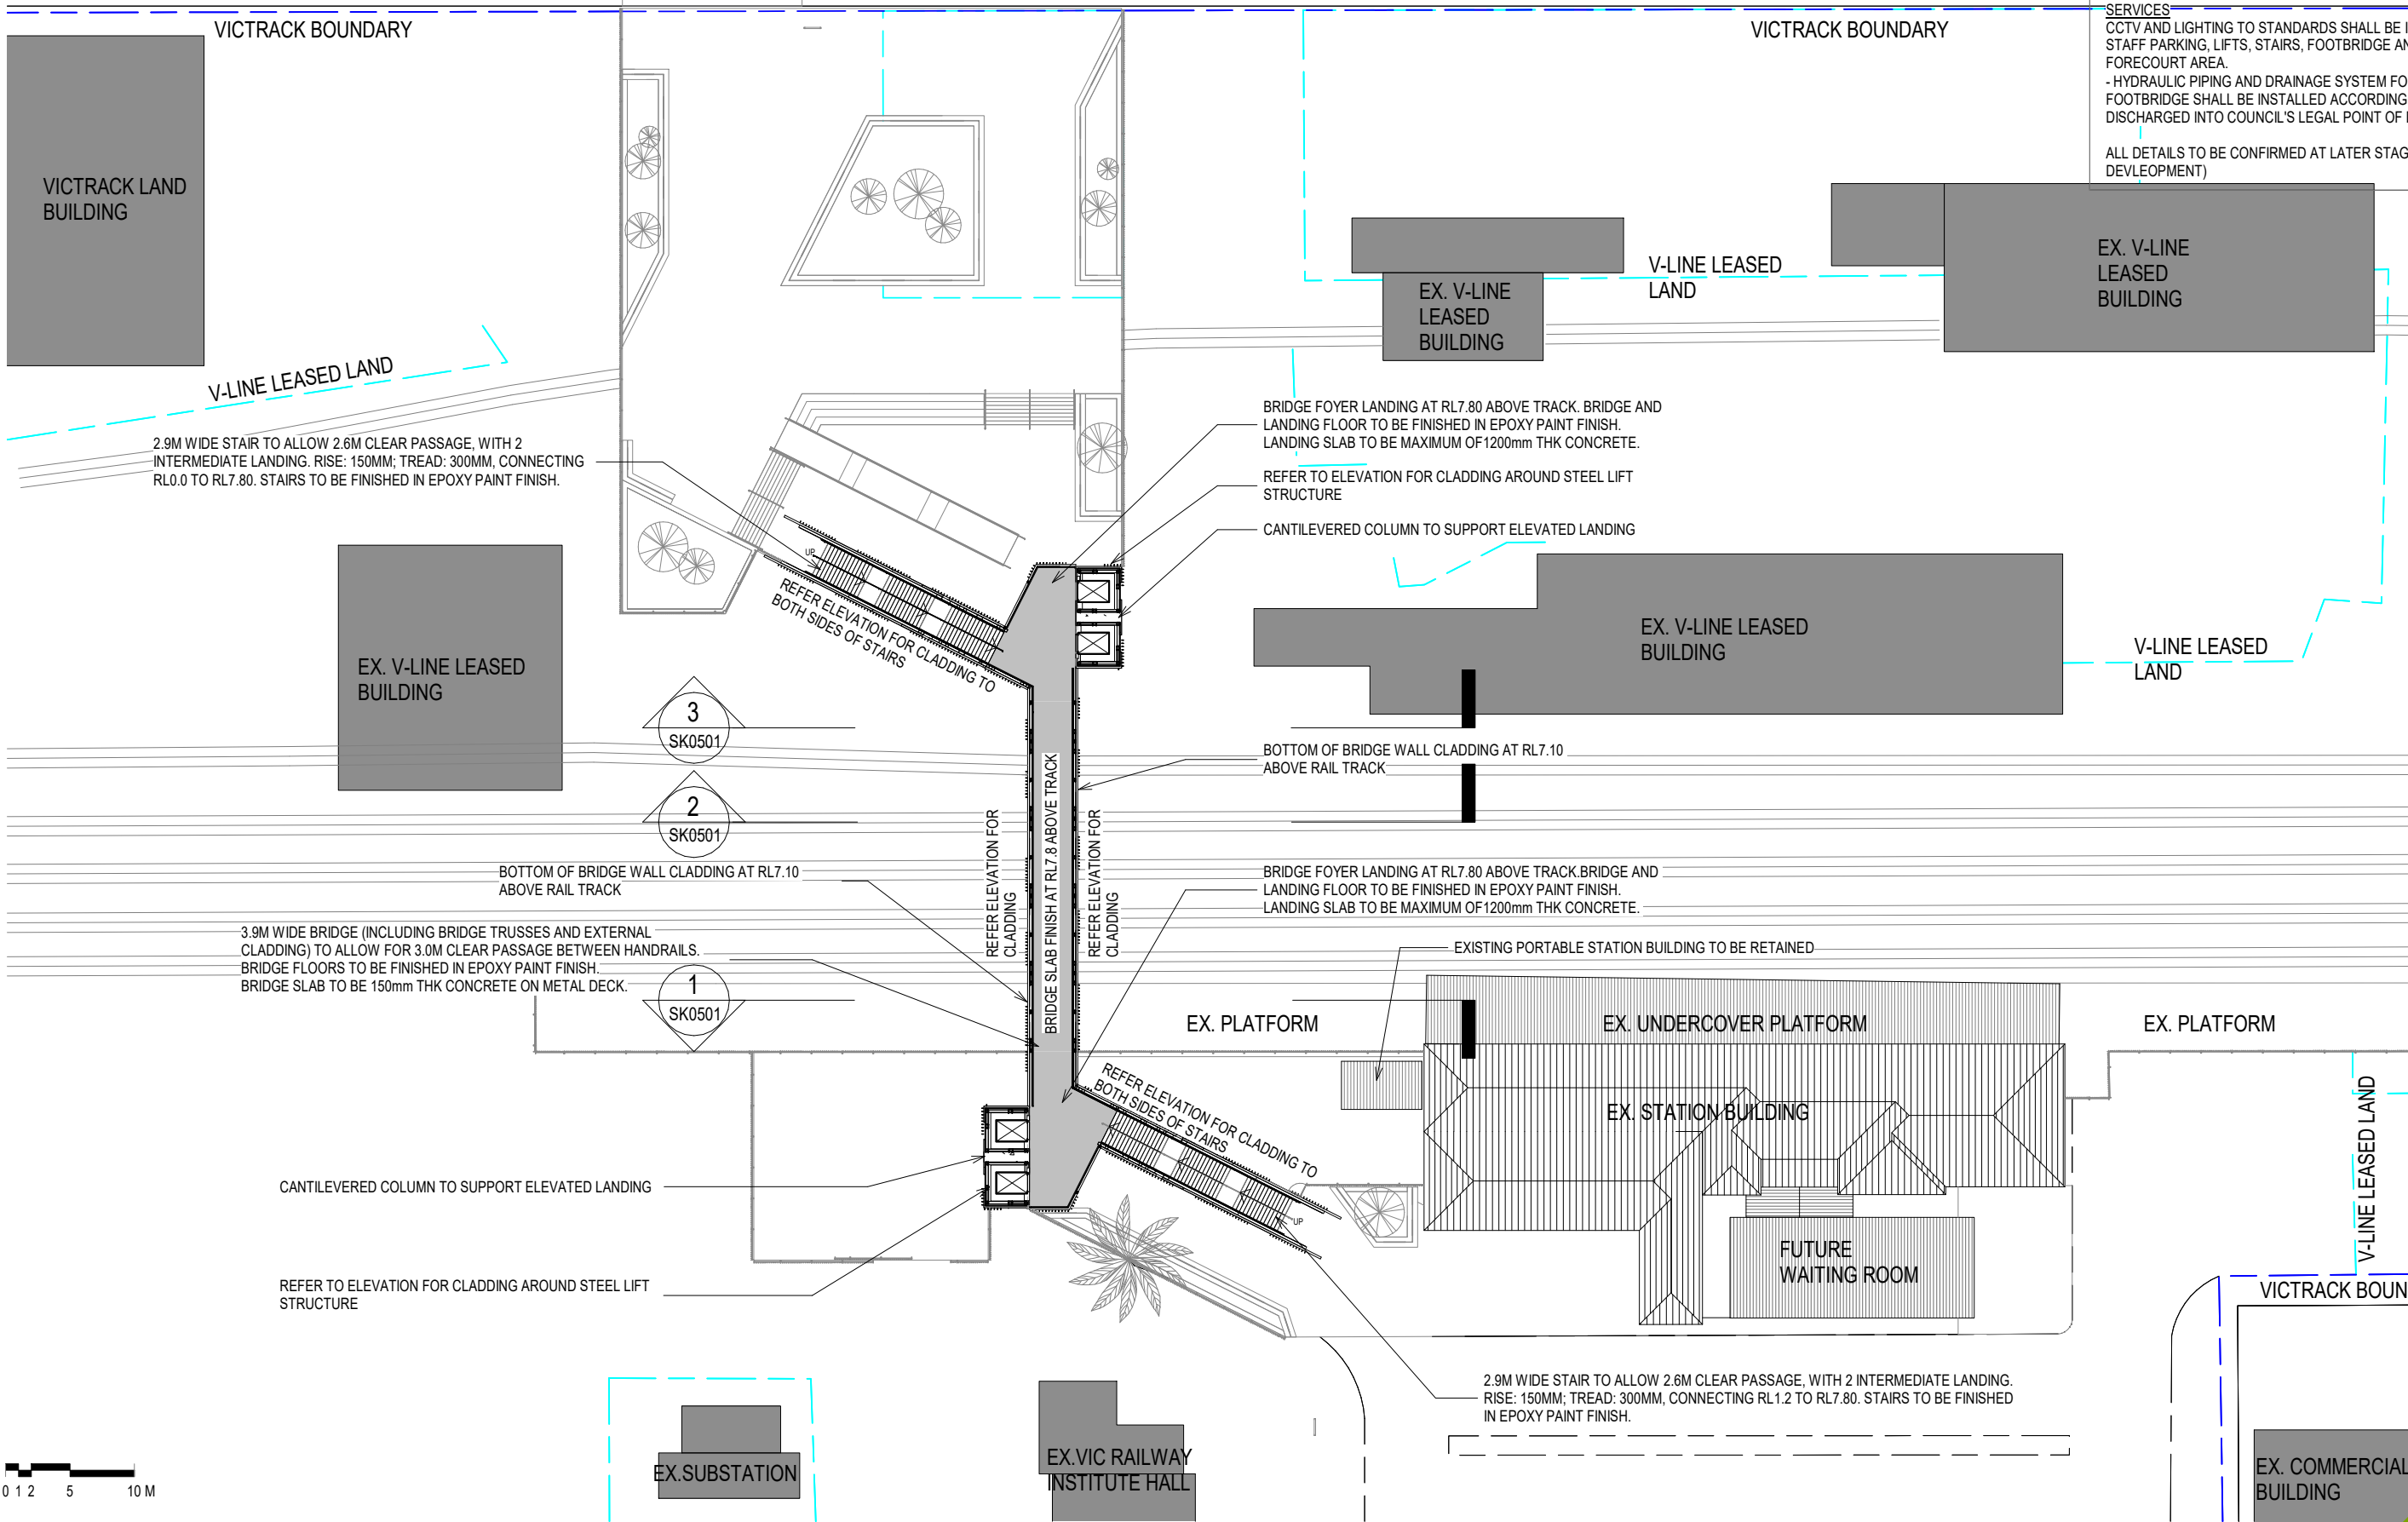 VICTRACK BOUNDARY
VICTRACK BOUNDARY
SERVICES
CCTV AND LIGHTING TO STANDARDS SHALL BE
STAFF PARKING, LIFTS, STAIRS, FOOTBRIDGE
FORECOURT AREA.
- HYDRAULIC PIPING AND DRAINAGE SYSTEM
FOOTBRIDGE SHALL BE INSTALLED ACCORDING
DISCHARGED INTO COUNCIL'S LEGAL POINT OF
ALL DETAILS TO BE CONFIRMED AT LATER
DEVLEOPMENT)
VICTRACK LAND
BUILDING
EX. V-LINE
LEASED
BUILDING
V-LINE LEASED
LAND
EX. V-LINE
LEASED
BUILDING
V-LINE LEASED LAND
2.9M WIDE STAIR TO ALLOW 2.6M CLEAR PASSAGE, WITH 2
INTERMEDIATE LANDING. RISE: 150MM; TREAD: 300MM, CONNECTING
RL0.0 TO RL7.80. STAIRS TO BE FINISHED IN EPOXY PAINT FINISH.
BRIDGE FOYER LANDING AT RL7.80 ABOVE TRACK. BRIDGE AND
LANDING FLOOR TO BE FINISHED IN EPOXY PAINT FINISH.
LANDING SLAB TO BE MAXIMUM OF1200mm THK CONCRETE.
REFER TO ELEVATION FOR CLADDING AROUND STEEL LIFT
STRUCTURE
CANTILEVERED COLUMN TO SUPPORT ELEVATED LANDING
UP
REFER ELEVATION FOR CLADDING TO
BOTH SIDES OF STAIRS
EX. V-LINE LEASED
BUILDING
EX. V-LINE LEASED
BUILDING
V-LINE LEASED
LAND
3
SK0501
2
SK0501
BOTTOM OF BRIDGE WALL CLADDING AT RL7.10
ABOVE RAIL TRACK
REFER ELEVATION FOR
CLADDING
BRIDGE SLAB FINISH AT RL7.8 ABOVE TRACK
REFER ELEVATION FOR
CLADDING
BOTTOM OF BRIDGE WALL CLADDING AT RL7.10
ABOVE RAIL TRACK
BRIDGE FOYER LANDING AT RL7.80 ABOVE TRACK.BRIDGE AND
LANDING FLOOR TO BE FINISHED IN EPOXY PAINT FINISH.
LANDING SLAB TO BE MAXIMUM OF1200mm THK CONCRETE.
3.9M WIDE BRIDGE (INCLUDING BRIDGE TRUSSES AND EXTERNAL
CLADDING) TO ALLOW FOR 3.0M CLEAR PASSAGE BETWEEN HANDRAILS.
BRIDGE FLOORS TO BE FINISHED IN EPOXY PAINT FINISH.
BRIDGE SLAB TO BE 150mm THK CONCRETE ON METAL DECK.
1
SK0501
EXISTING PORTABLE STATION BUILDING TO BE RETAINED
EX. PLATFORM
EX. UNDERCOVER PLATFORM
EX. PLATFORM
REFER ELEVATION FOR CLADDING TO
BOTH SIDES OF STAIRS
EX. STATION BUILDING
V-LINE LEASED LAND
CANTILEVERED COLUMN TO SUPPORT ELEVATED LANDING
UP
FUTURE
WAITING ROOM
REFER TO ELEVATION FOR CLADDING AROUND STEEL LIFT
STRUCTURE
VICTRACK BOUN
2.9M WIDE STAIR TO ALLOW 2.6M CLEAR PASSAGE, WITH 2 INTERMEDIATE LANDING.
RISE: 150MM; TREAD: 300MM, CONNECTING RL1.2 TO RL7.80. STAIRS TO BE FINISHED
IN EPOXY PAINT FINISH.
EX.SUBSTATION
EX.VIC RAILWAY
INSTITUTE HALL
EX. COMMERCIAL
BUILDING
0 1 2 5 10 M